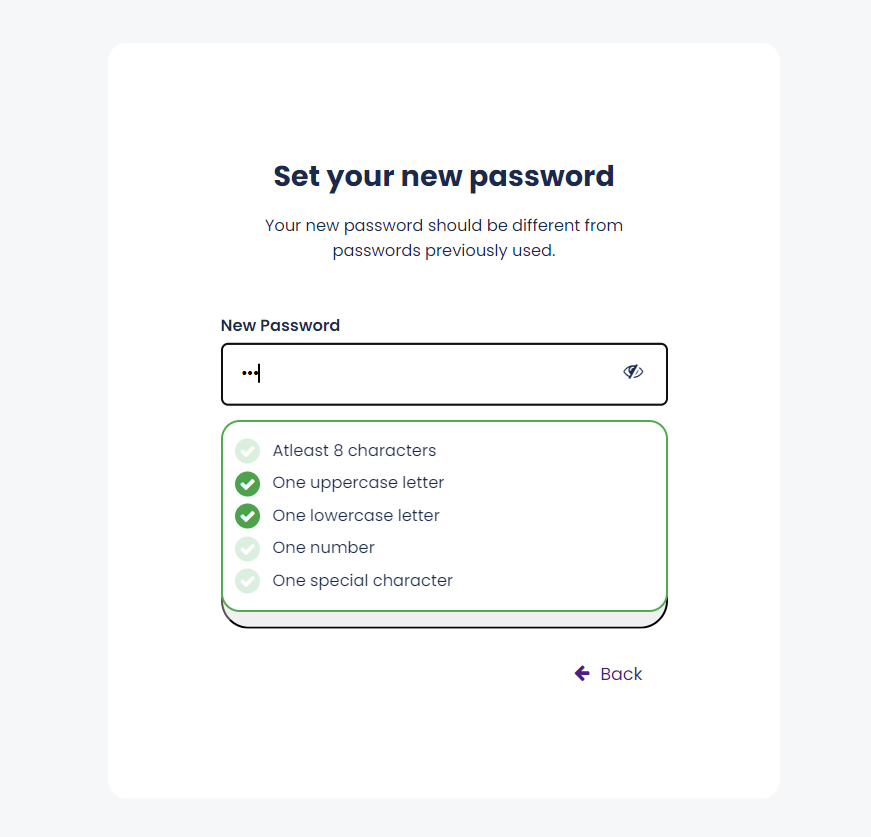 Set your new password
Your new password should be different from
passwords previously used.
New Password
•••
Atleast 8 characters
One uppercase letter
One lowercase letter
One number
One special character
Back